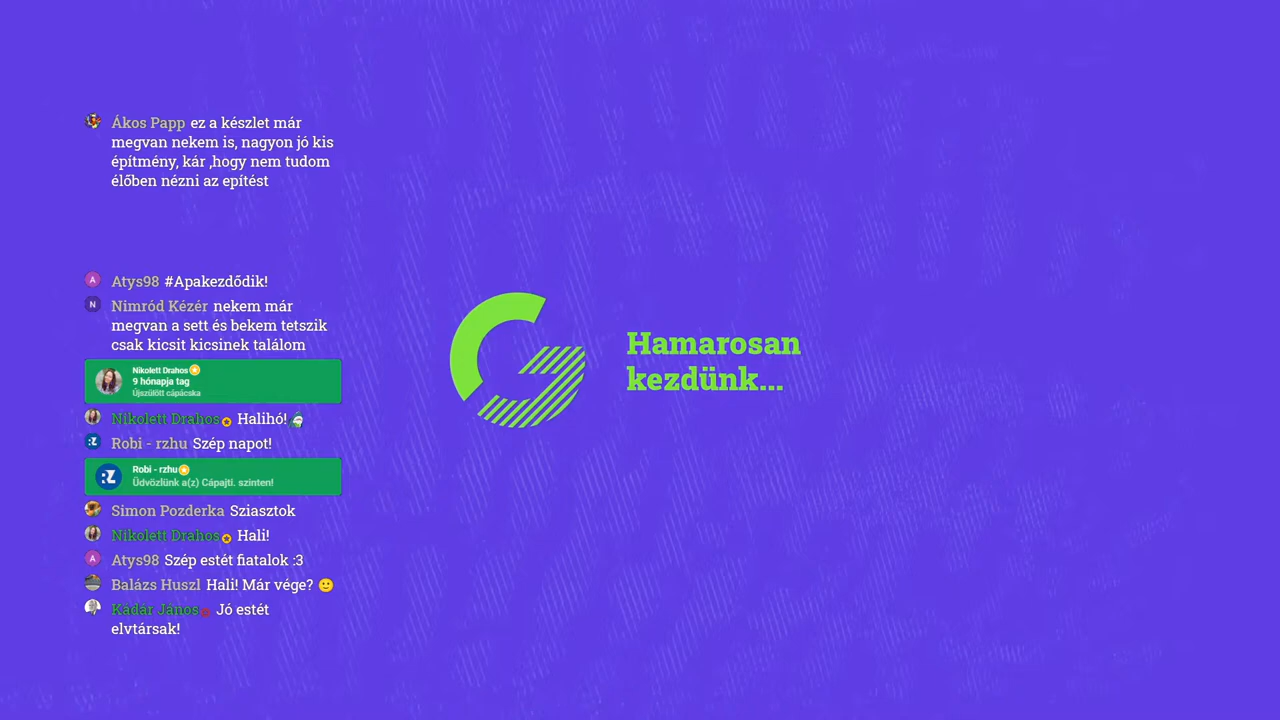 Ákos Papp ez a készlet már
megvan nekem is, nagyon jó kis
építmény, kár ,hogy nem tudom
élőben nézni az epítést
A
Atys98 #Apakezdődik!
N
Nimród Kézér nekem már
megvan a sett és bekem tetszik
csak kicsit kicsinek találom
Nikolett Drahos
9 hónapja tag
Újszülött cápácska
Nikolett Drahos Halihó!
:Z Robi - rzhu Szép napot!
:Z
Robi - rzhu
Üdvözlünk a(z) Cápajti. szinten!
Simon Pozderka Sziasztok
Nikolett Drahos Hali!
A Atys98 Szép estét fiatalok :3
Balázs Huszl Hali! Már vége? 🙂
Kádár János Jó estét
elvtársak!
G
Hamarosan
kezdünk...